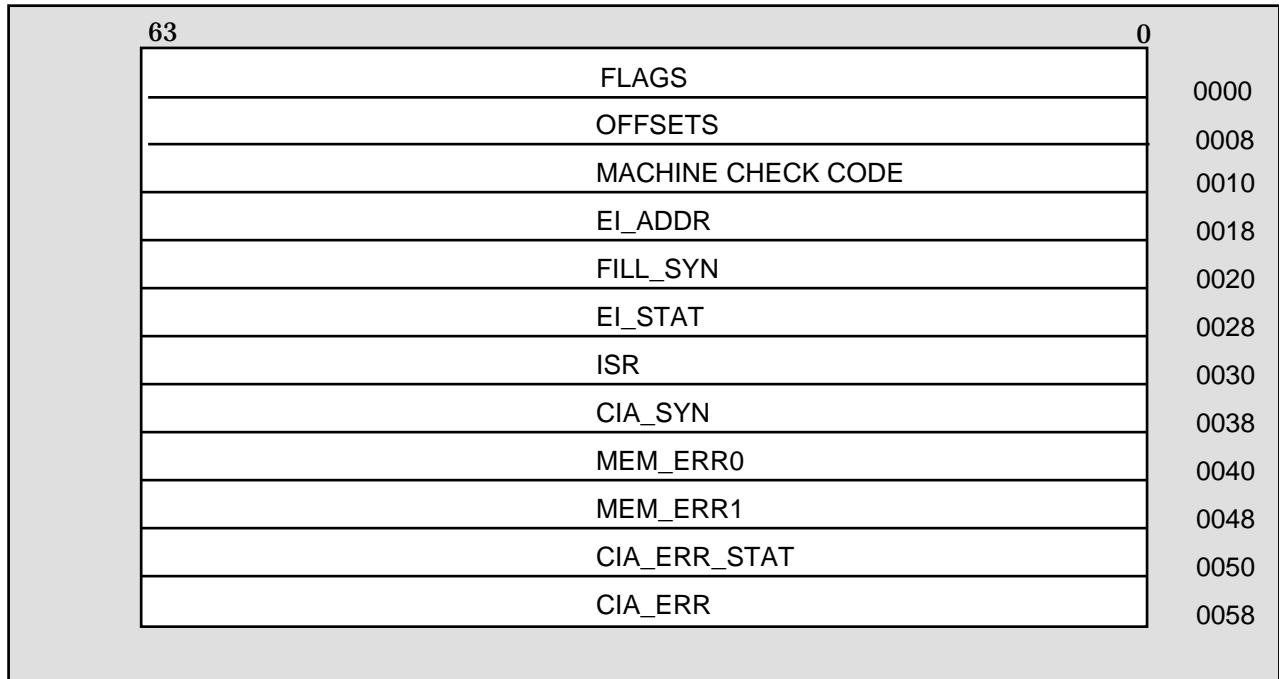 63 0
FLAGS 0000
OFFSETS 0008
MACHINE CHECK CODE 0010
EI_ADDR 0018
FILL_SYN 0020
EI_STAT 0028
ISR 0030
CIA_SYN 0038
MEM_ERR0 0040
MEM_ERR1 0048
CIA_ERR_STAT 0050
CIA_ERR 0058